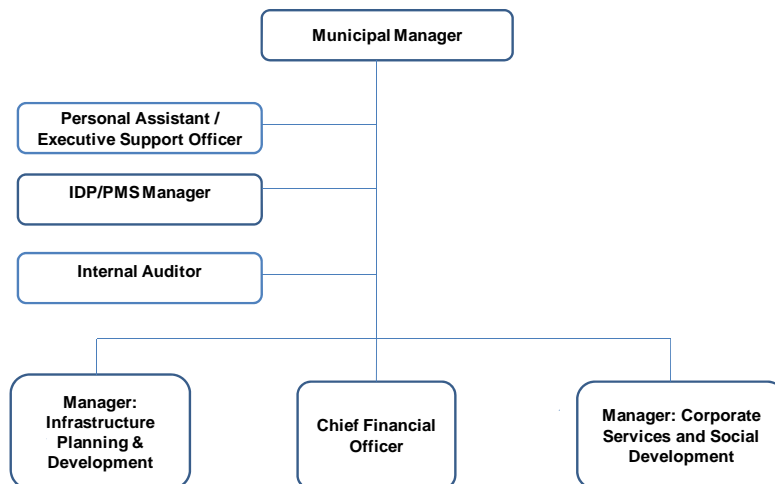 Municipal Manager
Personal Assistant /
Executive Support Officer
IDP/PMS Manager
Internal Auditor
Manager:
Infrastructure
Planning &
Development
Chief Financial
Officer
Manager: Corporate
Services and Social
Development